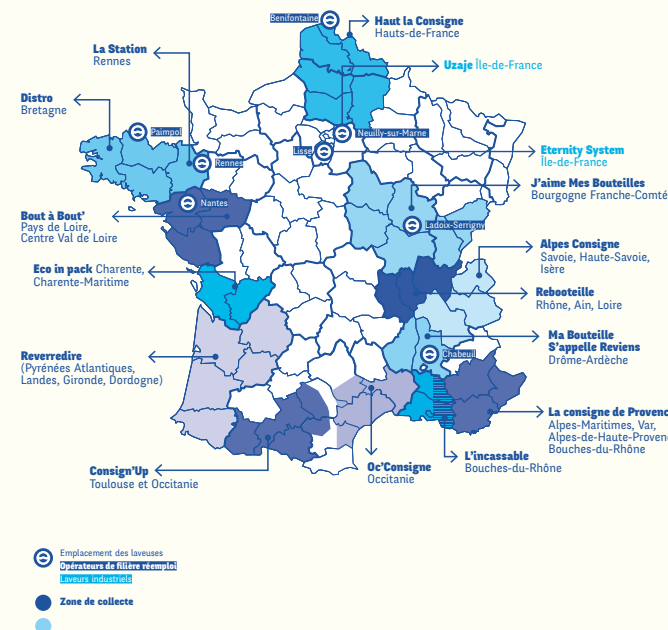 Benifontaine
Haut la Consigne
Hauts-de-France
La Station
Rennes
Uzaje Île-de-France
Distro
Bretagne
Paimpol
Neuilly-sur-Marne
Lisse
Eternity System
Île-de-France
Rennes
J'aime Mes Bouteilles
Bourgogne Franche-Comté
Nantes
Bout à Bout'
Pays de Loire,
Centre Val de Loire
Ladoix-Serrigny
Alpes Consigne
Savoie, Haute-Savoie,
Isère
Eco in pack Charente,
Charente-Maritime
Rebooteille
Rhône, Ain, Loire
Ma Bouteille
S'appelle Reviens
Drôme-Ardèche
Chabeuil
Reverredire
(Pyrénées Atlantiques,
Landes, Gironde, Dordogne)
La consigne de Provenc
Alpes-Maritimes, Var,
Alpes-de-Haute-Proven
Bouches-du-Rhône
L'incassable
Bouches-du-Rhône
Oc'Consigne
Occitanie
Consign'Up
Toulouse et Occitanie
Emplacement des laveuses
Opérateurs de filière réemploi
Laveurs industriels
Zone de collecte